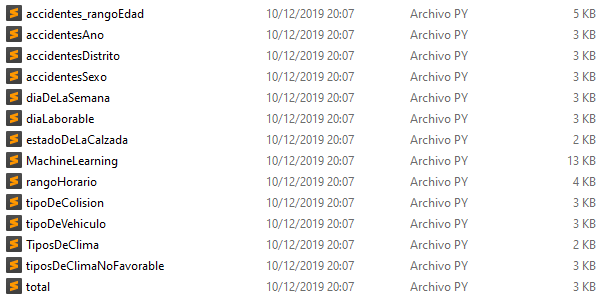 accidentes_rangoEdad 10/12/2019 20:07 Archivo PY 5 KB
accidentesAno 10/12/2019 20:07 Archivo PY 3 KB
accidentesDistrito 10/12/2019 20:07 Archivo PY 3 KB
accidentesSexo 10/12/2019 20:07 Archivo PY 3 KB
diaDeLaSemana 10/12/2019 20:07 Archivo PY 3 KB
diaLaborable 10/12/2019 20:07 Archivo PY 3 KB
estadoDeLaCalzada 10/12/2019 20:07 Archivo PY 2 KB
MachineLearning 10/12/2019 20:07 Archivo PY 13 KB
rangoHorario 10/12/2019 20:07 Archivo PY 4 KB
tipoDeColision 10/12/2019 20:07 Archivo PY 3 KB
tipoDeVehiculo 10/12/2019 20:07 Archivo PY 3 KB
TiposDeClima 10/12/2019 20:07 Archivo PY 2 KB
tiposDeClimaNoFavorable 10/12/2019 20:07 Archivo PY 3 KB
total 10/12/2019 20:07 Archivo PY 3 KB